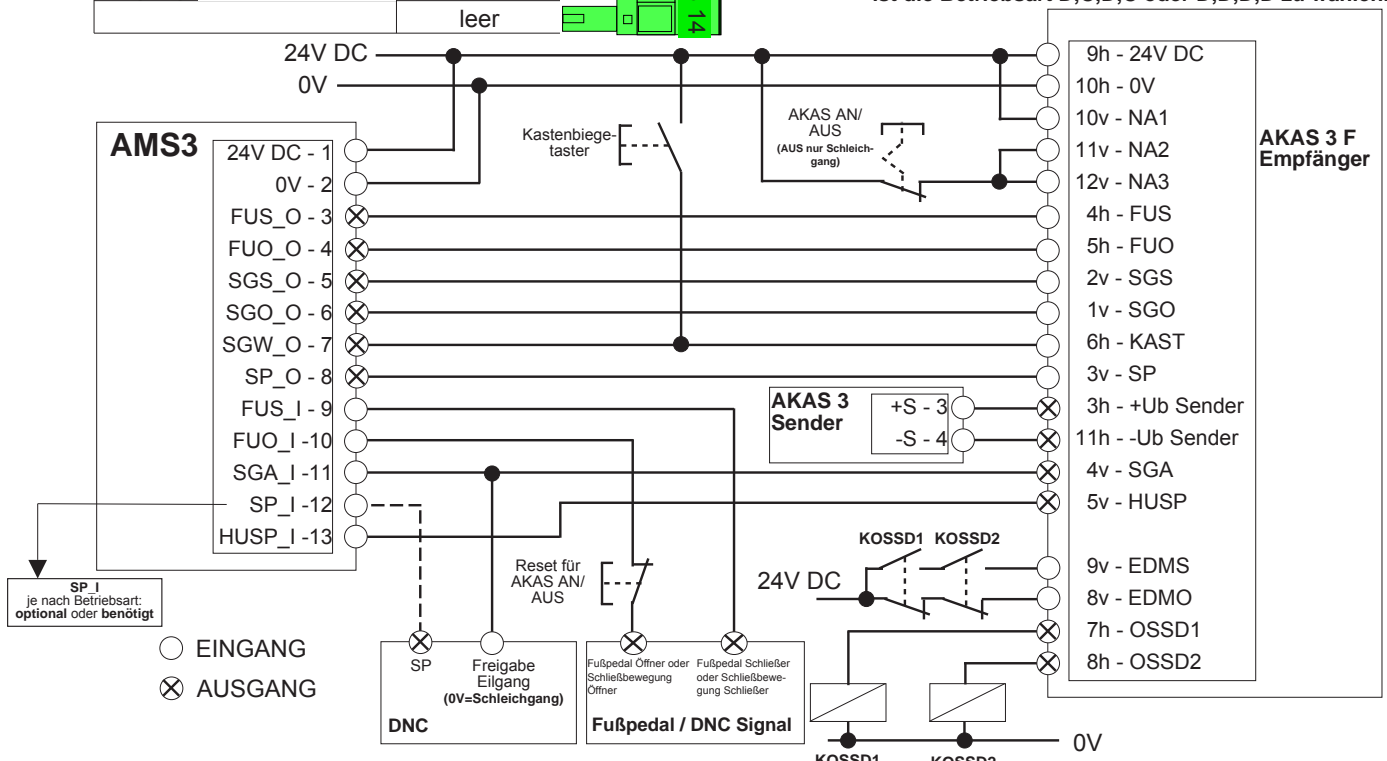 leer
14
24V DC
0V
AMS3
24V DC - 1
0V - 2
FUS_O - 3
FUO_O - 4
SGS_O - 5
SGO_O - 6
SGW_O - 7
SP_O - 8
FUS_I - 9
FUO_I -10
SGA_I -11
SP_I -12
HUSP_I -13
SP_I
je nach Betriebsart:
optional oder benötigt
EINGANG
AUSGANG
Kastenbiege-
taster
AKAS AN/
AUS
(AUS nur Schleich-
gang)
AKAS 3
Sender
+S - 3
-S - 4
Reset für
AKAS AN/
AUS
SP
Freigabe
Eilgang
(0V=Schleichgang)
DNC
Fußpedal Öffner oder
Schließbewegung
Öffner
Fußpedal Schließer
oder Schließbewe-
gung Schließer
Fußpedal / DNC Signal
24V DC
KOSSD1
KOSSD2
KOSSD1
KOSSD2
0V
9h - 24V DC
10h - 0V
10v - NA1
11v - NA2
12v - NA3
4h - FUS
5h - FUO
2v - SGS
1v - SGO
6h - KAST
3v - SP
3h - +Ub Sender
11h - -Ub Sender
4v - SGA
5v - HUSP
9v - EDMS
8v - EDMO
7h - OSSD1
8h - OSSD2
AKAS 3 F
Empfänger